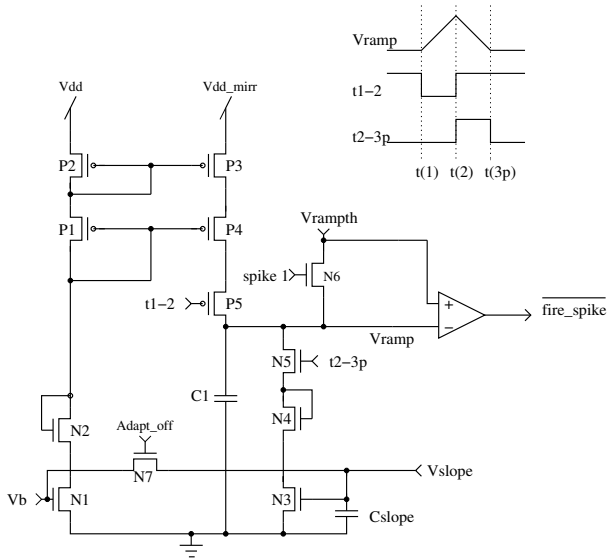 Vramp
t1−2
t2−3p
t(1) t(2) t(3p)
Vdd Vdd_mirr
P2 P3
P1 P4
Vrampth
spike 1 N6
t1−2 P5
+
−
fire_spike
Vramp
N5 t2−3p
C1
N4
N2
Adapt_off
N7
Vslope
Vb N1 N3
Cslope